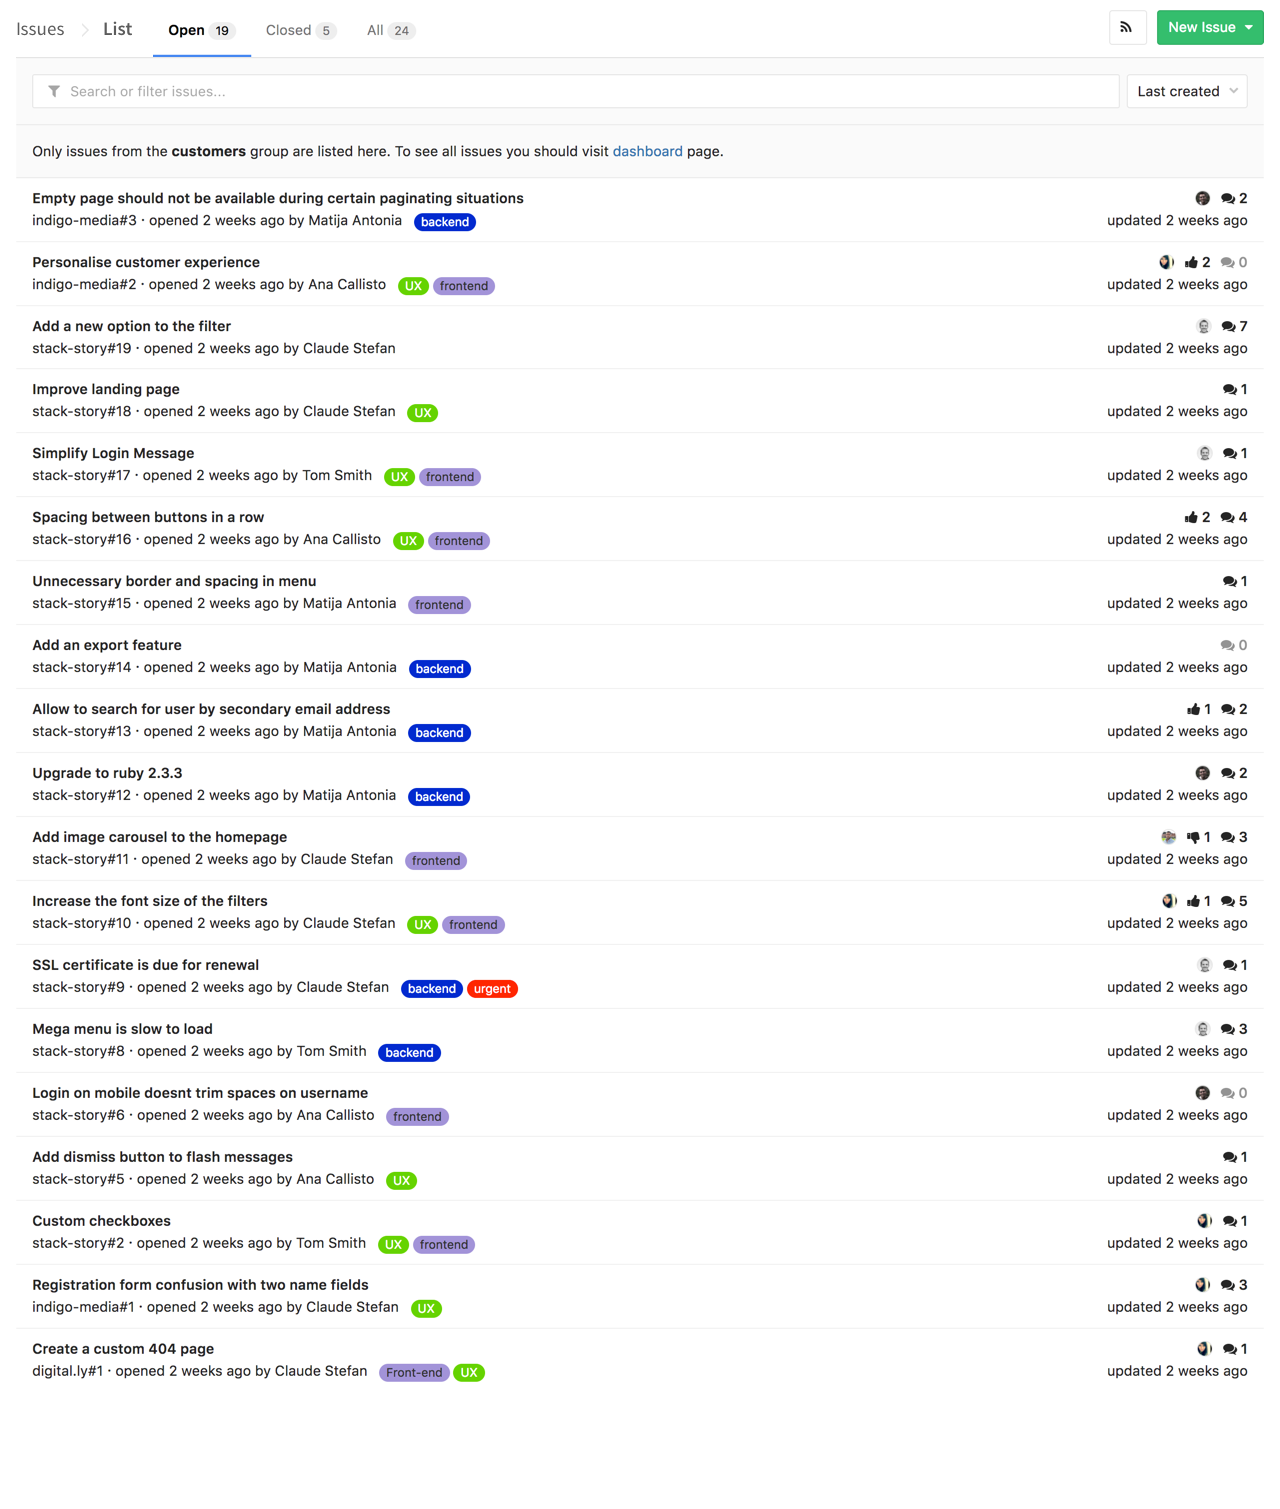 Issues List Open 19 Closed 5 All 24 New Issue
Search or filter issues... Last created
Only issues from the customers group are listed here. To see all issues you should visit dashboard page.
Empty page should not be available during certain paginating situations 2
indigo-media#3 · opened 2 weeks ago by Matija Antonia backend updated 2 weeks ago
Personalise customer experience 2 0
indigo-media#2 · opened 2 weeks ago by Ana Callisto UX frontend updated 2 weeks ago
Add a new option to the filter 7
stack-story#19 · opened 2 weeks ago by Claude Stefan updated 2 weeks ago
Improve landing page 1
stack-story#18 · opened 2 weeks ago by Claude Stefan UX updated 2 weeks ago
Simplify Login Message 1
stack-story#17 · opened 2 weeks ago by Tom Smith UX frontend updated 2 weeks ago
Spacing between buttons in a row 2 4
stack-story#16 · opened 2 weeks ago by Ana Callisto UX frontend updated 2 weeks ago
Unnecessary border and spacing in menu 1
stack-story#15 · opened 2 weeks ago by Matija Antonia frontend updated 2 weeks ago
Add an export feature 0
stack-story#14 · opened 2 weeks ago by Matija Antonia backend updated 2 weeks ago
Allow to search for user by secondary email address 1 2
stack-story#13 · opened 2 weeks ago by Matija Antonia backend updated 2 weeks ago
Upgrade to ruby 2.3.3 2
stack-story#12 · opened 2 weeks ago by Matija Antonia backend updated 2 weeks ago
Add image carousel to the homepage 1 3
stack-story#11 · opened 2 weeks ago by Claude Stefan frontend updated 2 weeks ago
Increase the font size of the filters 1 5
stack-story#10 · opened 2 weeks ago by Claude Stefan UX frontend updated 2 weeks ago
SSL certificate is due for renewal 1
stack-story#9 · opened 2 weeks ago by Claude Stefan backend urgent updated 2 weeks ago
Mega menu is slow to load 3
stack-story#8 · opened 2 weeks ago by Tom Smith backend updated 2 weeks ago
Login on mobile doesnt trim spaces on username 0
stack-story#6 · opened 2 weeks ago by Ana Callisto frontend updated 2 weeks ago
Add dismiss button to flash messages 1
stack-story#5 · opened 2 weeks ago by Ana Callisto UX updated 2 weeks ago
Custom checkboxes 1
stack-story#2 · opened 2 weeks ago by Tom Smith UX frontend updated 2 weeks ago
Registration form confusion with two name fields 3
indigo-media#1 · opened 2 weeks ago by Claude Stefan UX updated 2 weeks ago
Create a custom 404 page 1
digital.ly#1 · opened 2 weeks ago by Claude Stefan Front-end UX updated 2 weeks ago